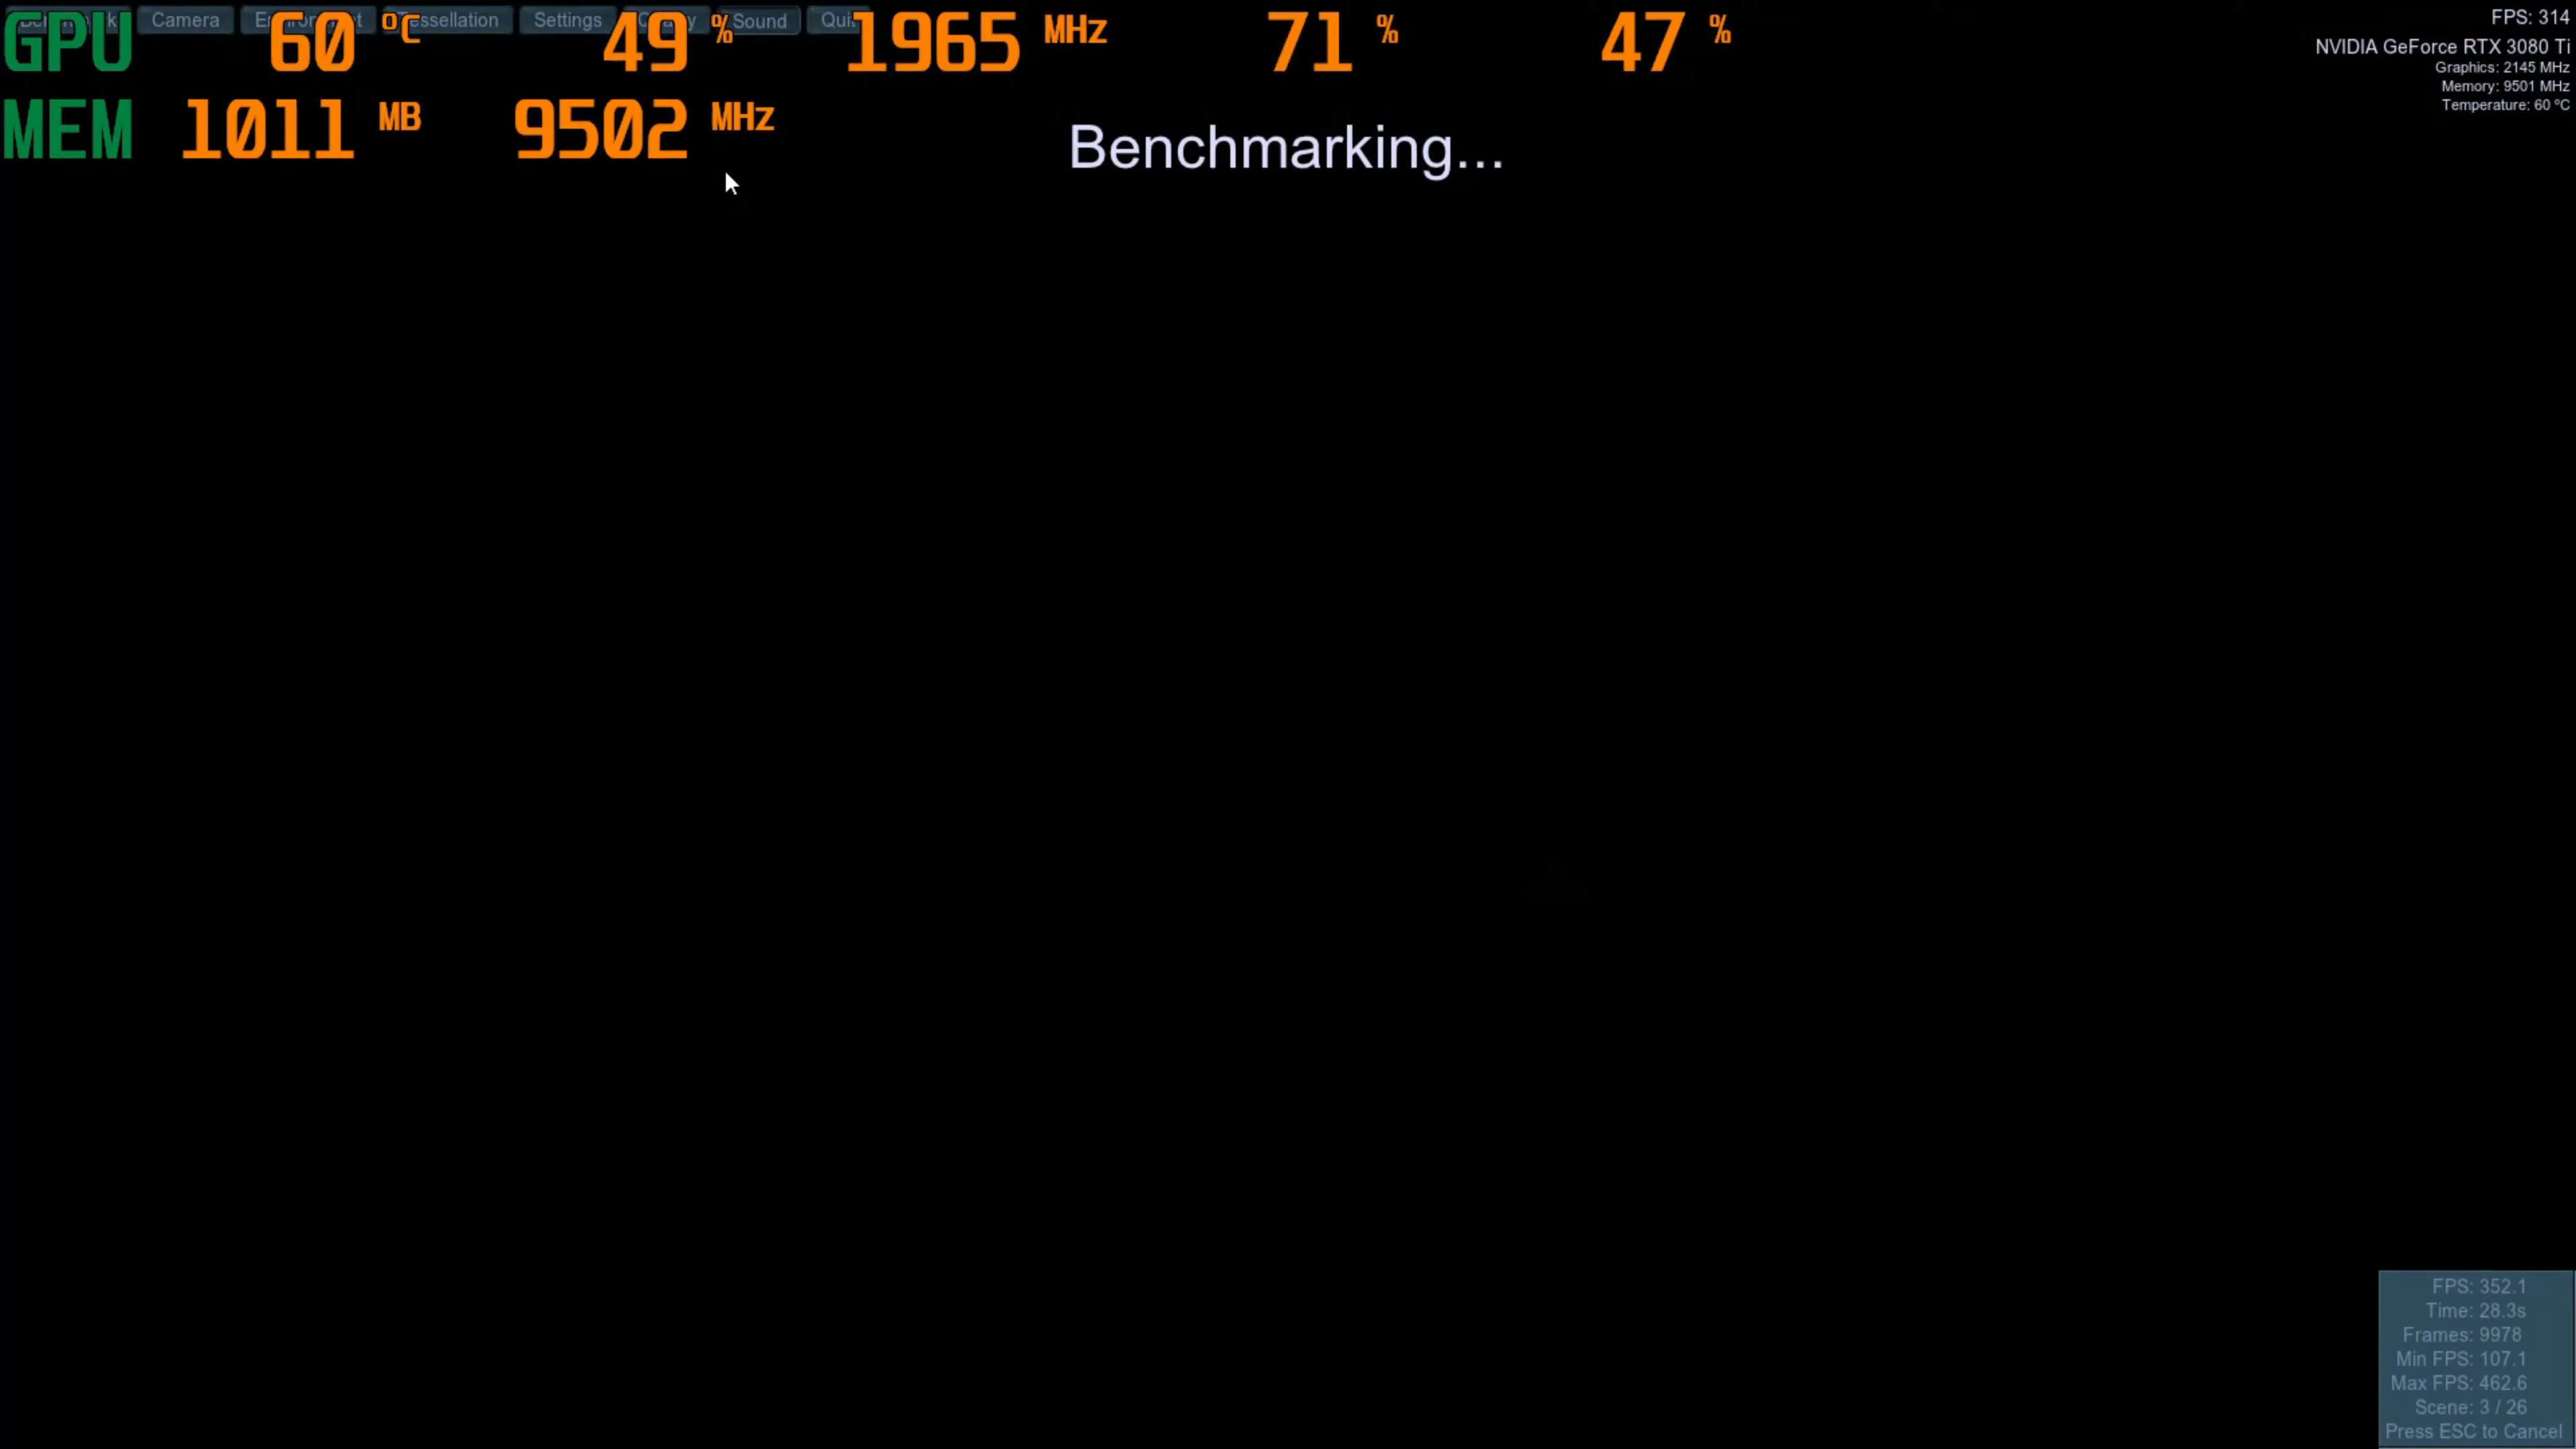 Camera Tessellation Settings Sound Quit
GPU 60 °C 49 % 1965 MHz 71 % 47 %
MEM 1011 MB 9502 MHz
Benchmarking...
FPS: 314
NVIDIA GeForce RTX 3080 Ti
Graphics: 2145 MHz
Memory: 9501 MHz
Temperature: 60 °C
FPS: 352.1
Time: 28.3s
Frames: 9978
Min FPS: 107.1
Max FPS: 462.6
Scene: 3 / 26
Press ESC to Cancel